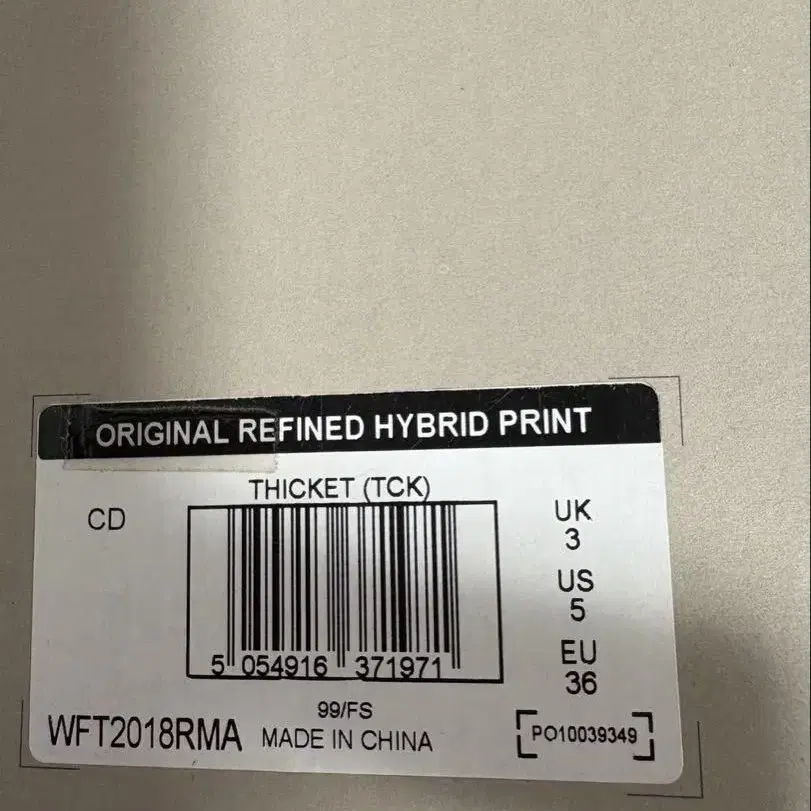 ORIGINAL REFINED HYBRID PRINT
THICKET (TCK)
CD
UK
3
US
5
EU
36
5 054916 371971
99/FS
WFT2018RMA MADE IN CHINA
PO10039349